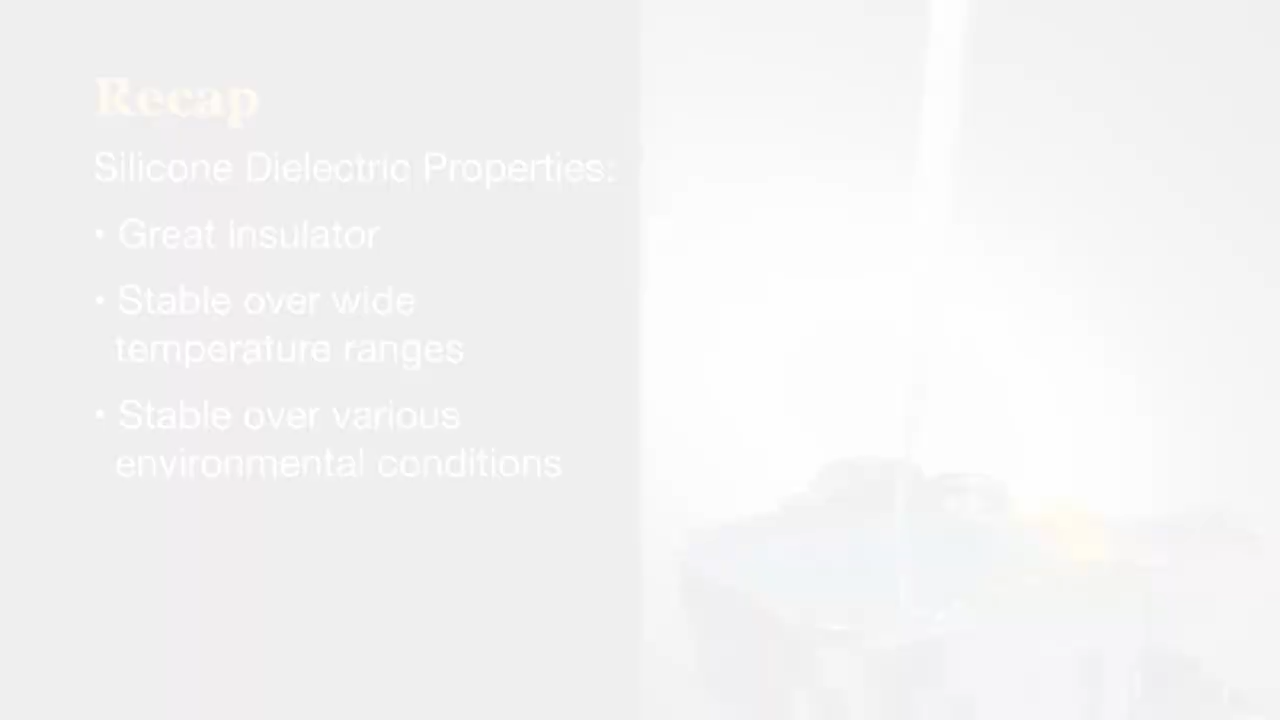 Recap
Silicone Dielectric Properties:
• Great Insulator
• Stable over wide
temperature ranges
• Stable over various
environmental conditions